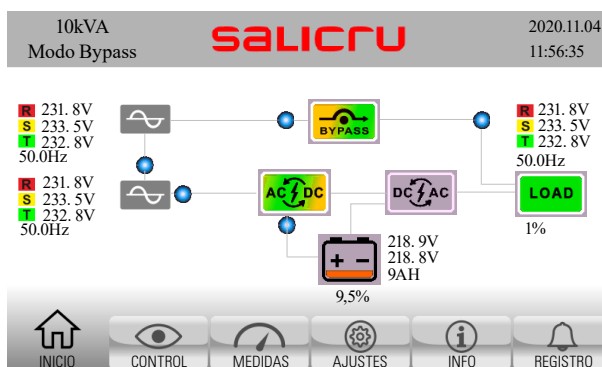 10kVA
Modo Bypass
salicru
2020.11.04
11:56:35
R 231. 8V
S 233. 5V
T 232. 8V
50.0Hz
BYPASS
R 231. 8V
S 233. 5V
T 232. 8V
50.0Hz
R 231. 8V
S 233. 5V
T 232. 8V
50.0Hz
AC DC
DC AC
LOAD
1%
+ -
218. 9V
218. 8V
9AH
9,5%
INICIO
CONTROL
MEDIDAS
AJUSTES
INFO
REGISTRO